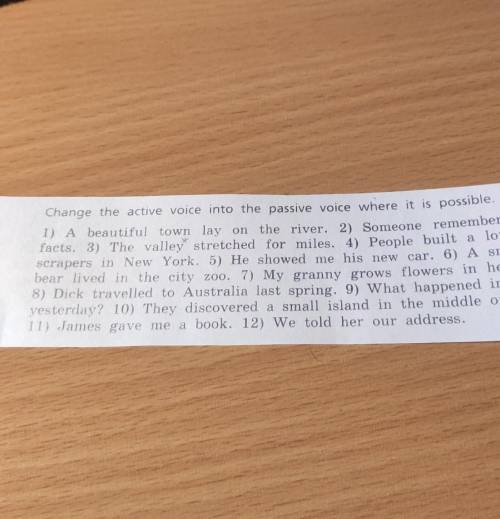 Change the active voice into the passive voice where it is possible.
1) A beautiful town lay on the river. 2) Someone remember
facts. 3) The valley stretched for miles. 4) People built a lo
scrapers in New York. 5) He showed me his new car. 6) A sm
bear lived in the city zoo. 7) My granny grows flowers in he
8) Dick travelled to Australia last spring. 9) What happened in
yesterday? 10) They discovered a small island in the middle o
11) James gave me a book. 12) We told her our address.